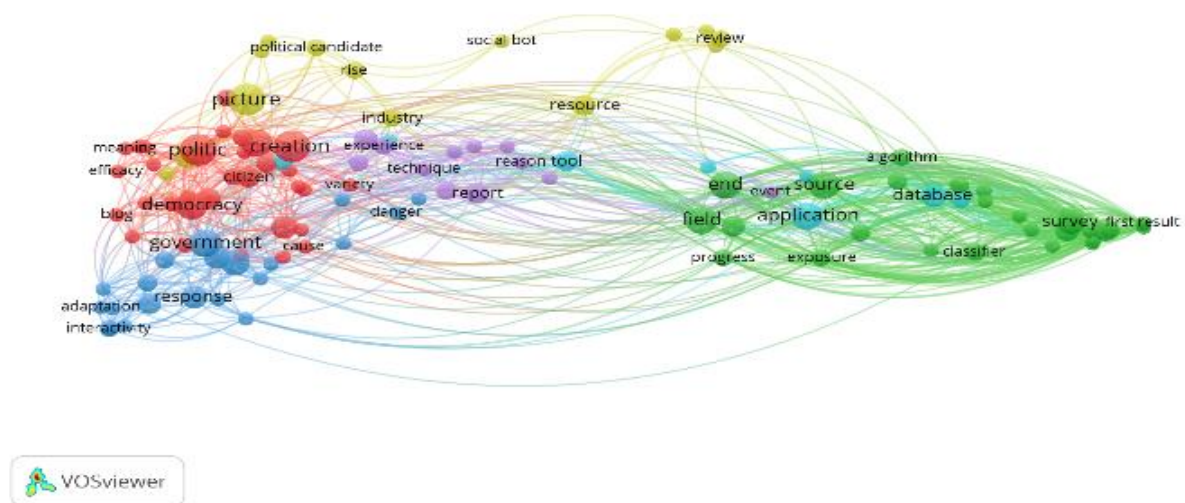 political candidate
social bot
review
rise
picture
resource
industry
meaning
politic
creation
experience
reason tool
algorithm
efficacy
citizen
technique
variety
report
end
event
source
database
blog
democracy
danger
field
application
survey
first result
government
cause
progress
exposure
classifier
adaptation
response
interactivity
VOSviewer